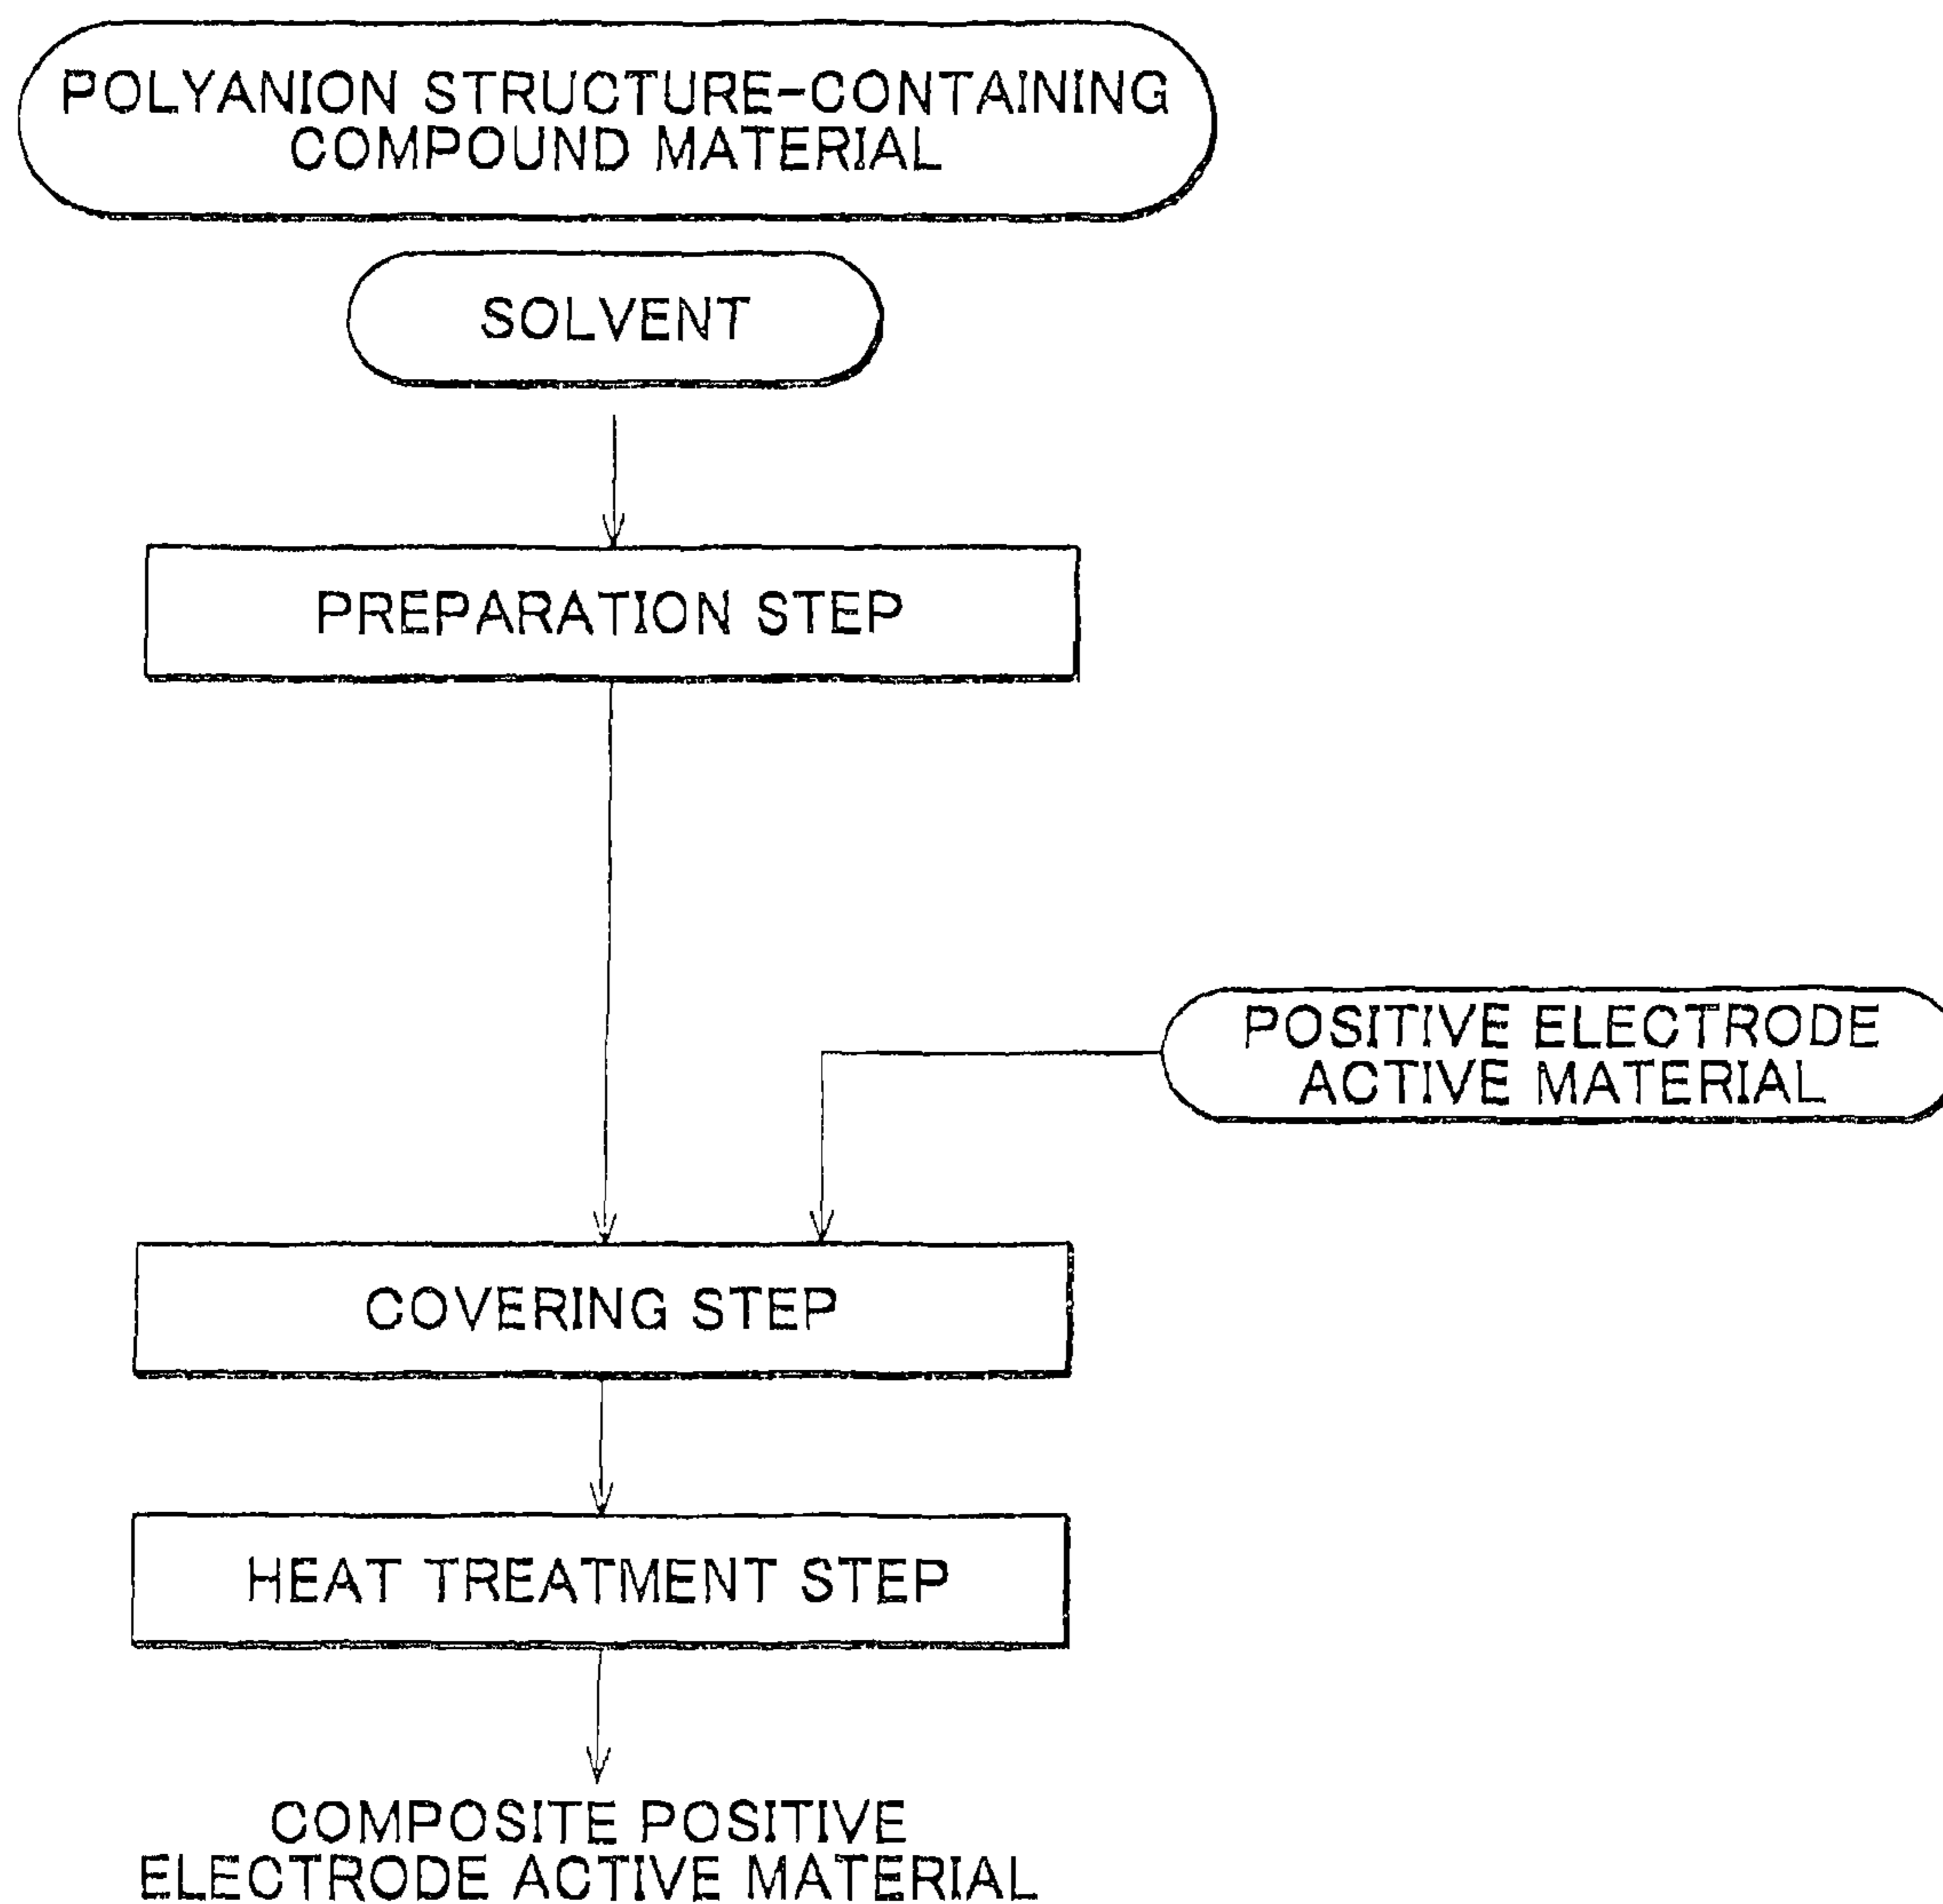 POLYANION STRUCTURE-CONTAINING
COMPOUND MATERIAL
SOLVENT
PREPARATION STEP
POSITIVE ELECTRODE
ACTIVE MATERIAL
COVERING STEP
HEAT TREATMENT STEP
COMPOSITE POSITIVE
ELECTRODE ACTIVE MATERIAL